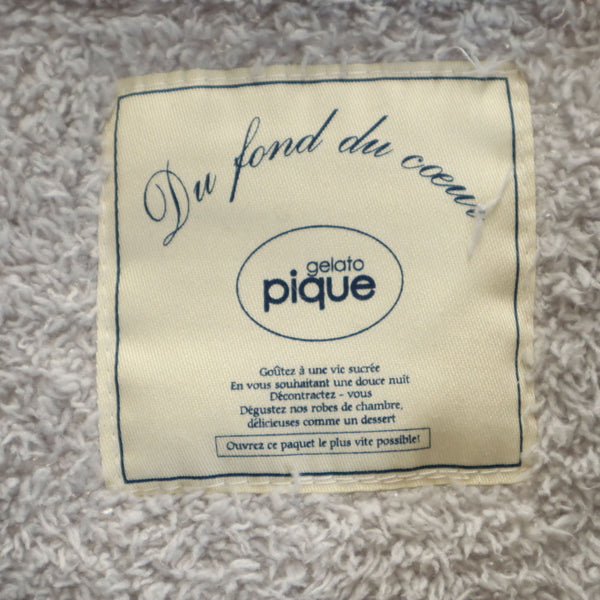 Du fond du cœur
gelato
pique
Goûtez à une vie sucrée
En vous souhaitant une douce nuit
Décontractez - vous
Dégustez nos robes de chambre,
délicieuses comme un dessert
Ouvrez ce paquet le plus vite possible!